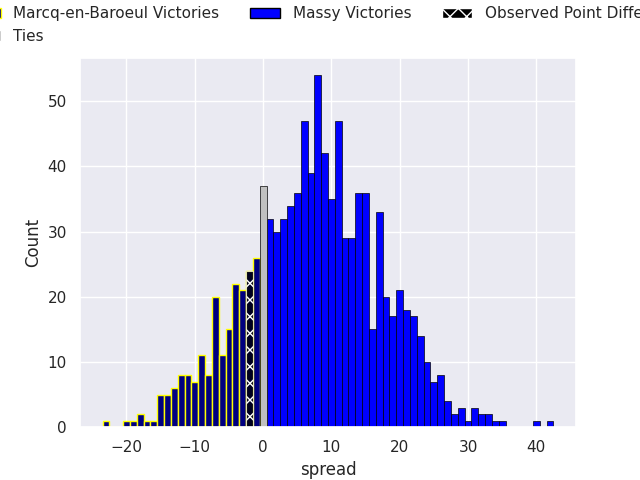 Marcq-en-Baroeul Victories Massy Victories Observed Point Diffe
Ties
50
40
30
20
10
0
Count
−20 −10 0 10 20 30 40
spread